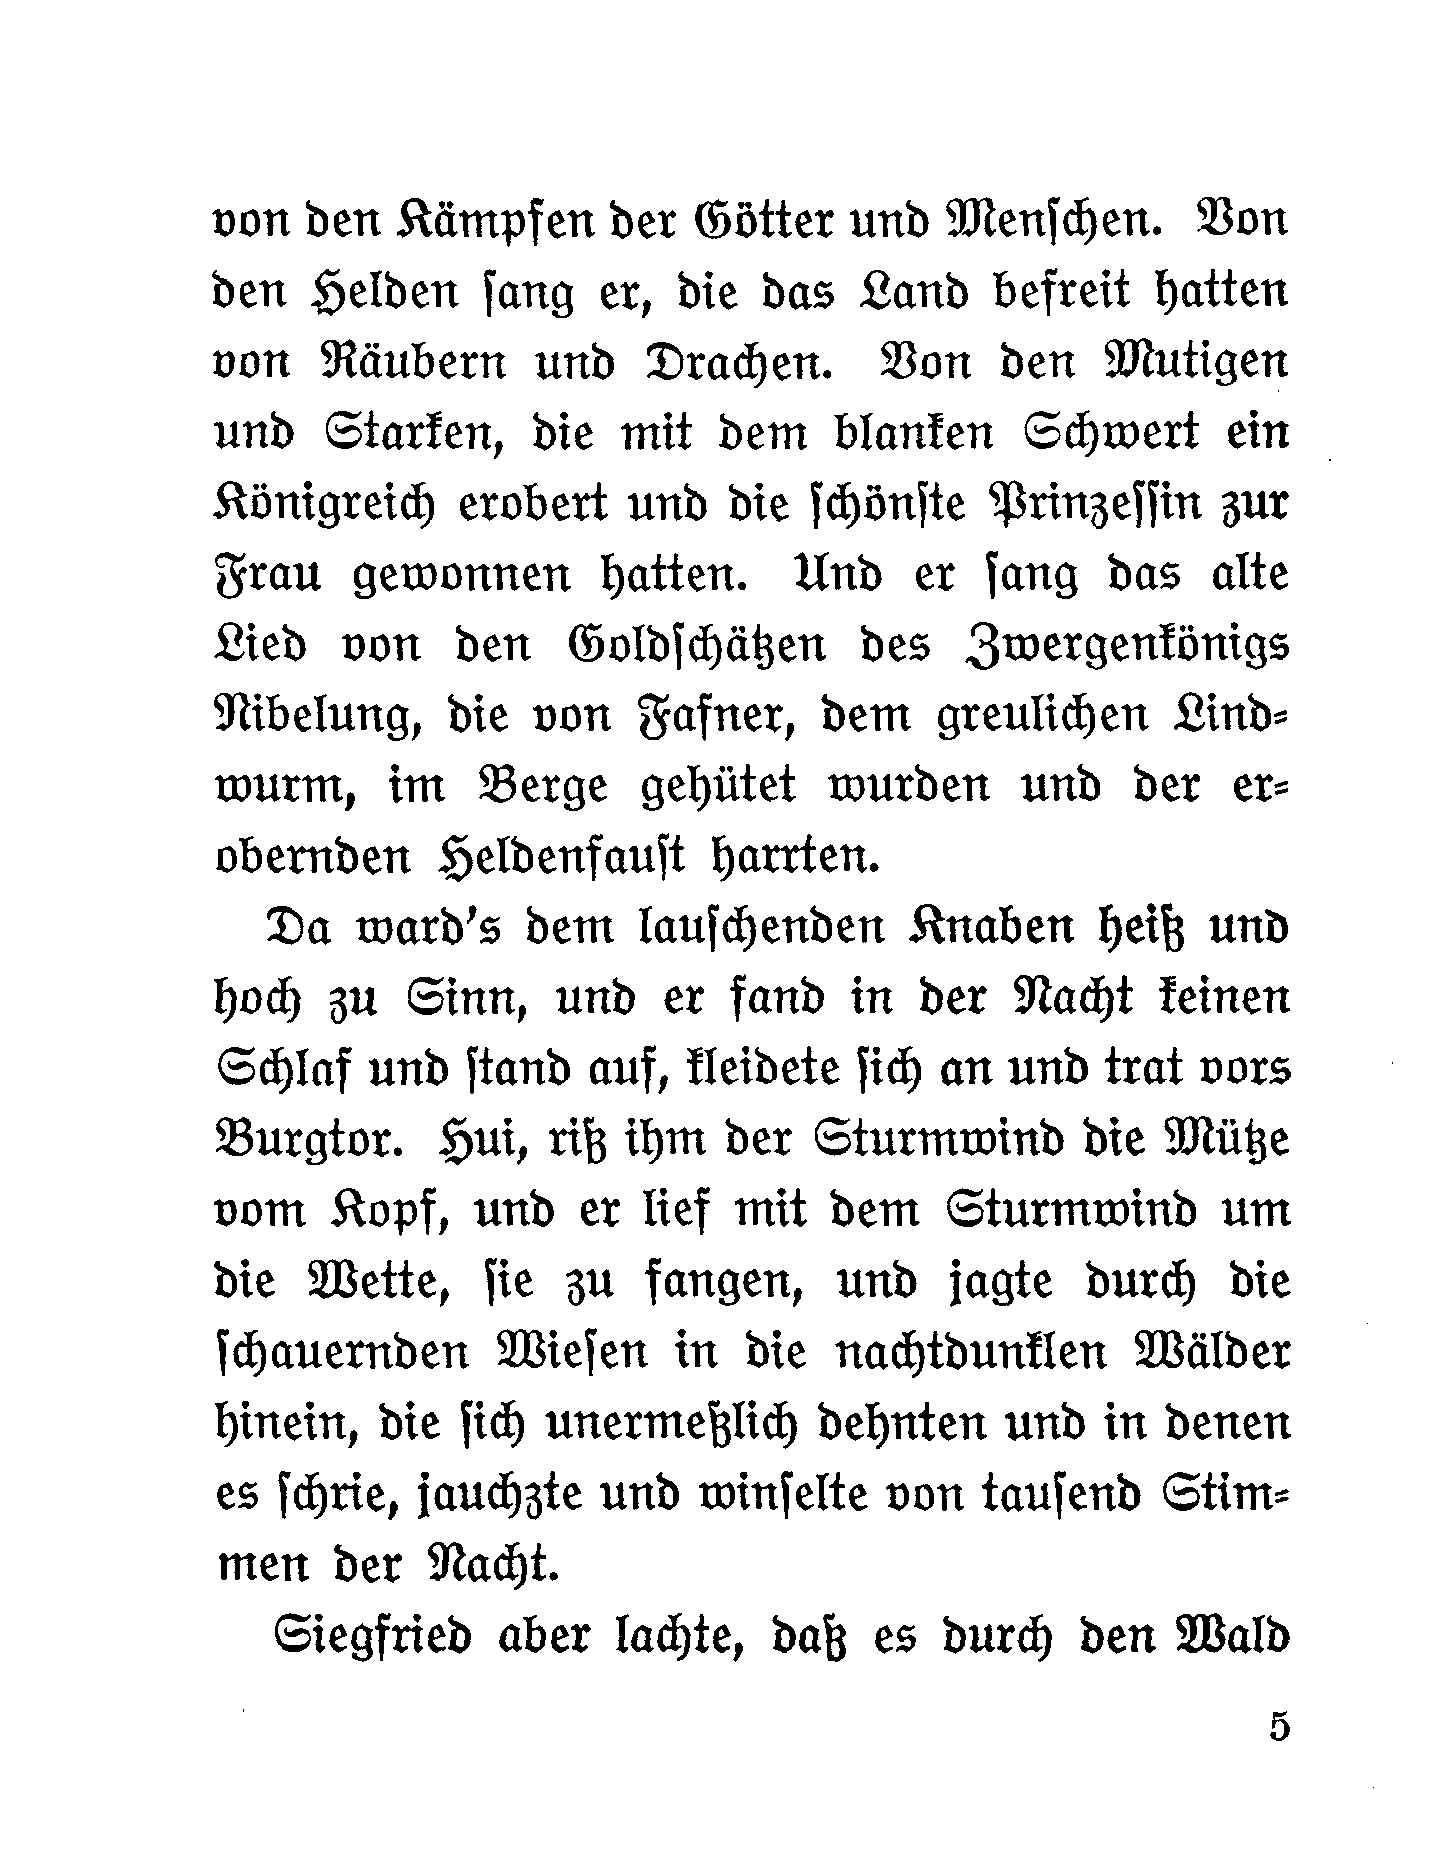 von den Kämpfen der Götter und Menſchen. Von
den Helden ſang er, die das Land befreit hatten
von Räubern und Drachen. Von den Mutigen
und Starken, die mit dem blanken Schwert ein
Königreich erobert und die ſchönſte Prinzeſſin zur
Frau gewonnen hatten. Und er ſang das alte
Lied von den Goldſchätzen des Zwergenkönigs
Nibelung, die von Fafner, dem greulichen Lind⸗
wurm, im Berge gehütet wurden und der er⸗
obernden Heldenfauſt harrten.
Da ward's dem lauſchenden Knaben heiß und
hoch zu Sinn, und er fand in der Nacht keinen
Schlaf und ſtand auf, kleidete ſich an und trat vors
Burgtor. Hui, riß ihm der Sturmwind die Mütze
vom Kopf, und er lief mit dem Sturmwind um
die Wette, ſie zu fangen, und jagte durch die
ſchauernden Wieſen in die nachtdunklen Wälder
hinein, die ſich unermeßlich dehnten und in denen
es ſchrie, jauchzte und winſelte von tauſend Stim⸗
men der Nacht.
Siegfried aber lachte, daß es durch den Wald
5